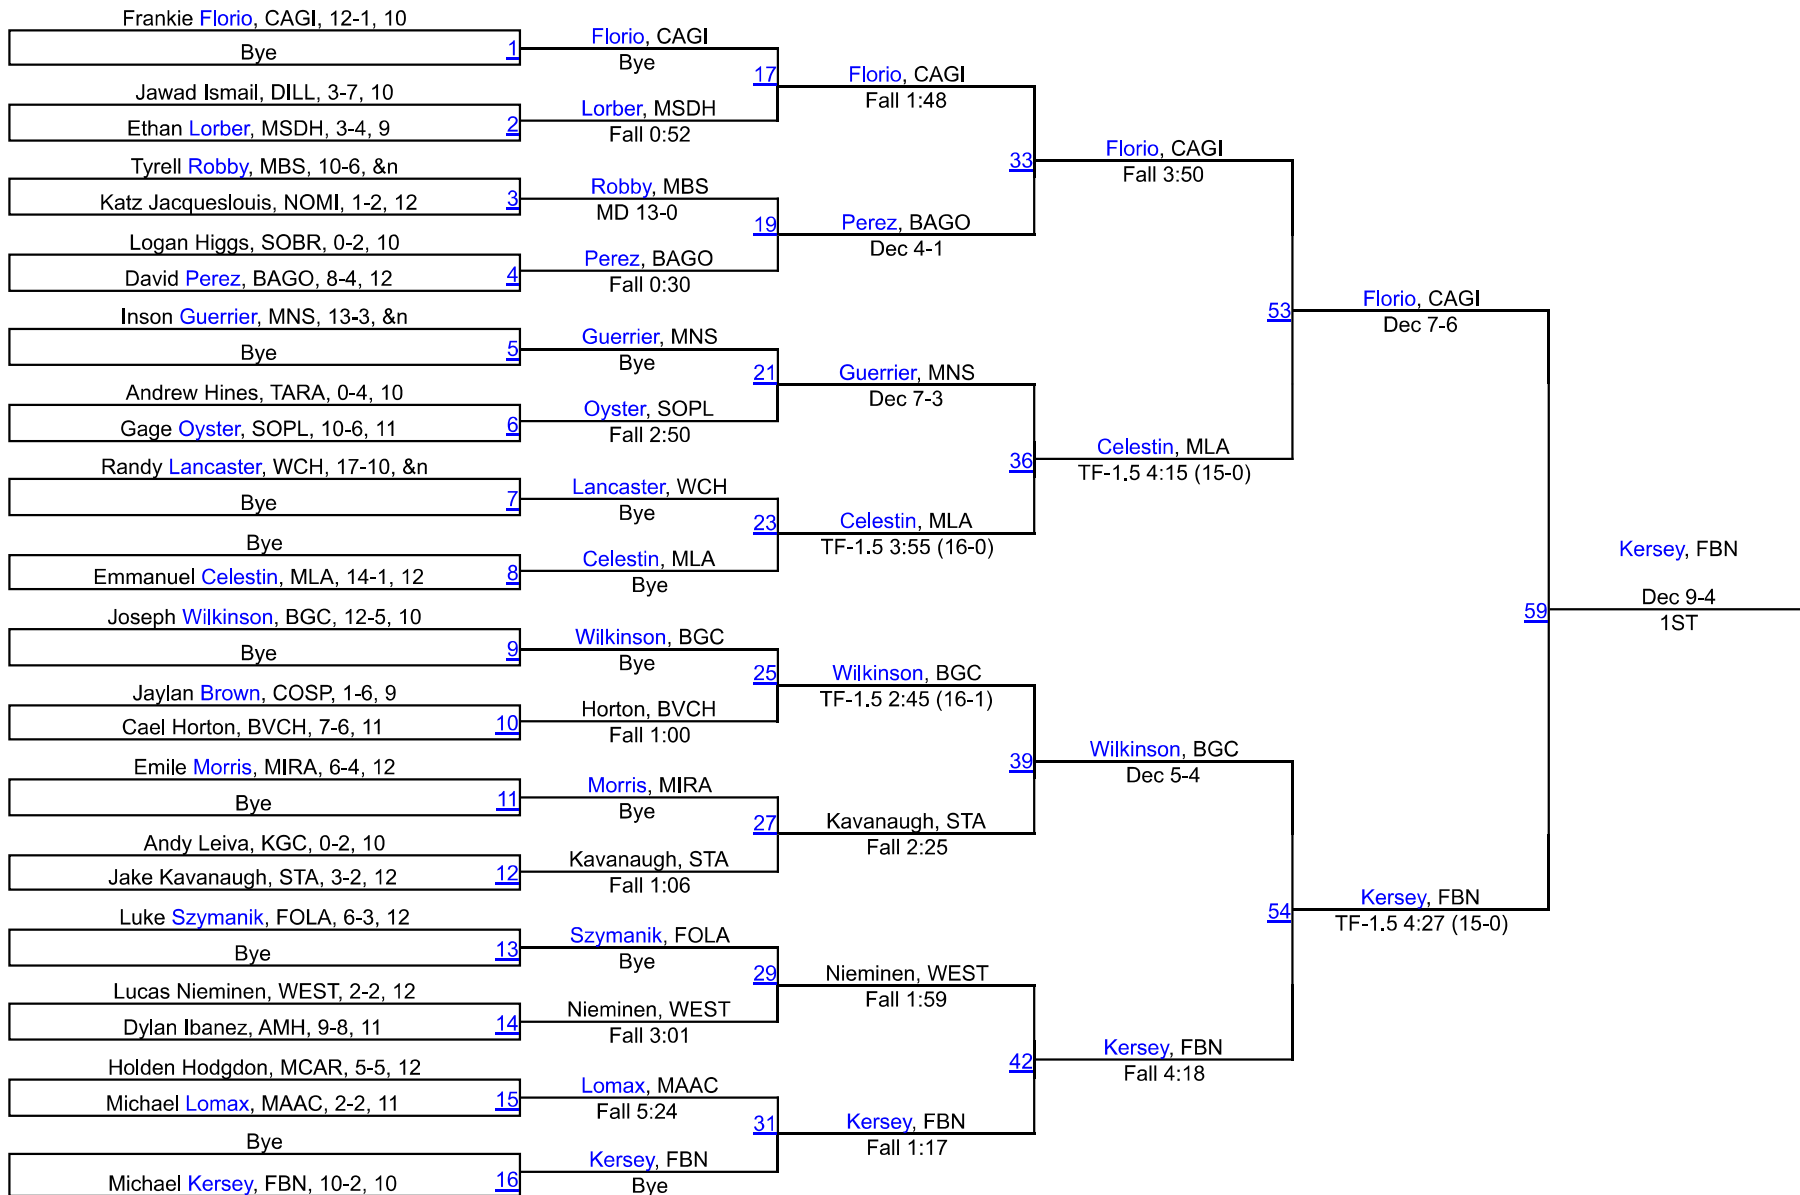 Frankie Florio, CAGI, 12-1, 10
Bye
1
Jawad Ismail, DILL, 3-7, 10
Ethan Lorber, MSDH, 3-4, 9
2
Tyrell Robby, MBS, 10-6, &n
Katz Jacqueslouis, NOMI, 1-2, 12
3
Logan Higgs, SOBR, 0-2, 10
David Perez, BAGO, 8-4, 12
4
Inson Guerrier, MNS, 13-3, &n
Bye
5
Andrew Hines, TARA, 0-4, 10
Gage Oyster, SOPL, 10-6, 11
6
Randy Lancaster, WCH, 17-10, &n
Bye
7
Bye
Emmanuel Celestin, MLA, 14-1, 12
8
Joseph Wilkinson, BGC, 12-5, 10
Bye
9
Jaylan Brown, COSP, 1-6, 9
Cael Horton, BVCH, 7-6, 11
10
Emile Morris, MIRA, 6-4, 12
Bye
11
Andy Leiva, KGC, 0-2, 10
Jake Kavanaugh, STA, 3-2, 12
12
Luke Szymanik, FOLA, 6-3, 12
Bye
13
Lucas Nieminen, WEST, 2-2, 12
Dylan Ibanez, AMH, 9-8, 11
14
Holden Hodgdon, MCAR, 5-5, 12
Michael Lomax, MAAC, 2-2, 11
15
Bye
Michael Kersey, FBN, 10-2, 10
16
Florio, CAGI
Bye
17
Lorber, MSDH
Fall 0:52
Robby, MBS
MD 13-0
19
Perez, BAGO
Fall 0:30
Guerrier, MNS
Bye
21
Oyster, SOPL
Fall 2:50
Lancaster, WCH
Bye
23
Celestin, MLA
Bye
Wilkinson, BGC
Bye
25
Horton, BVCH
Fall 1:00
Morris, MIRA
Bye
27
Kavanaugh, STA
Fall 1:06
Szymanik, FOLA
Bye
29
Nieminen, WEST
Fall 3:01
Lomax, MAAC
Fall 5:24
31
Kersey, FBN
Bye
Florio, CAGI
Fall 1:48
33
Perez, BAGO
Dec 4-1
Guerrier, MNS
Dec 7-3
36
Celestin, MLA
TF-1.5 3:55 (16-0)
Wilkinson, BGC
TF-1.5 2:45 (16-1)
39
Kavanaugh, STA
Fall 2:25
Nieminen, WEST
Fall 1:59
42
Kersey, FBN
Fall 1:17
Florio, CAGI
Fall 3:50
53
Celestin, MLA
TF-1.5 4:15 (15-0)
Wilkinson, BGC
Dec 5-4
54
Kersey, FBN
Fall 4:18
Florio, CAGI
Dec 7-6
59
Kersey, FBN
TF-1.5 4:27 (15-0)
Kersey, FBN
Dec 9-4
1ST